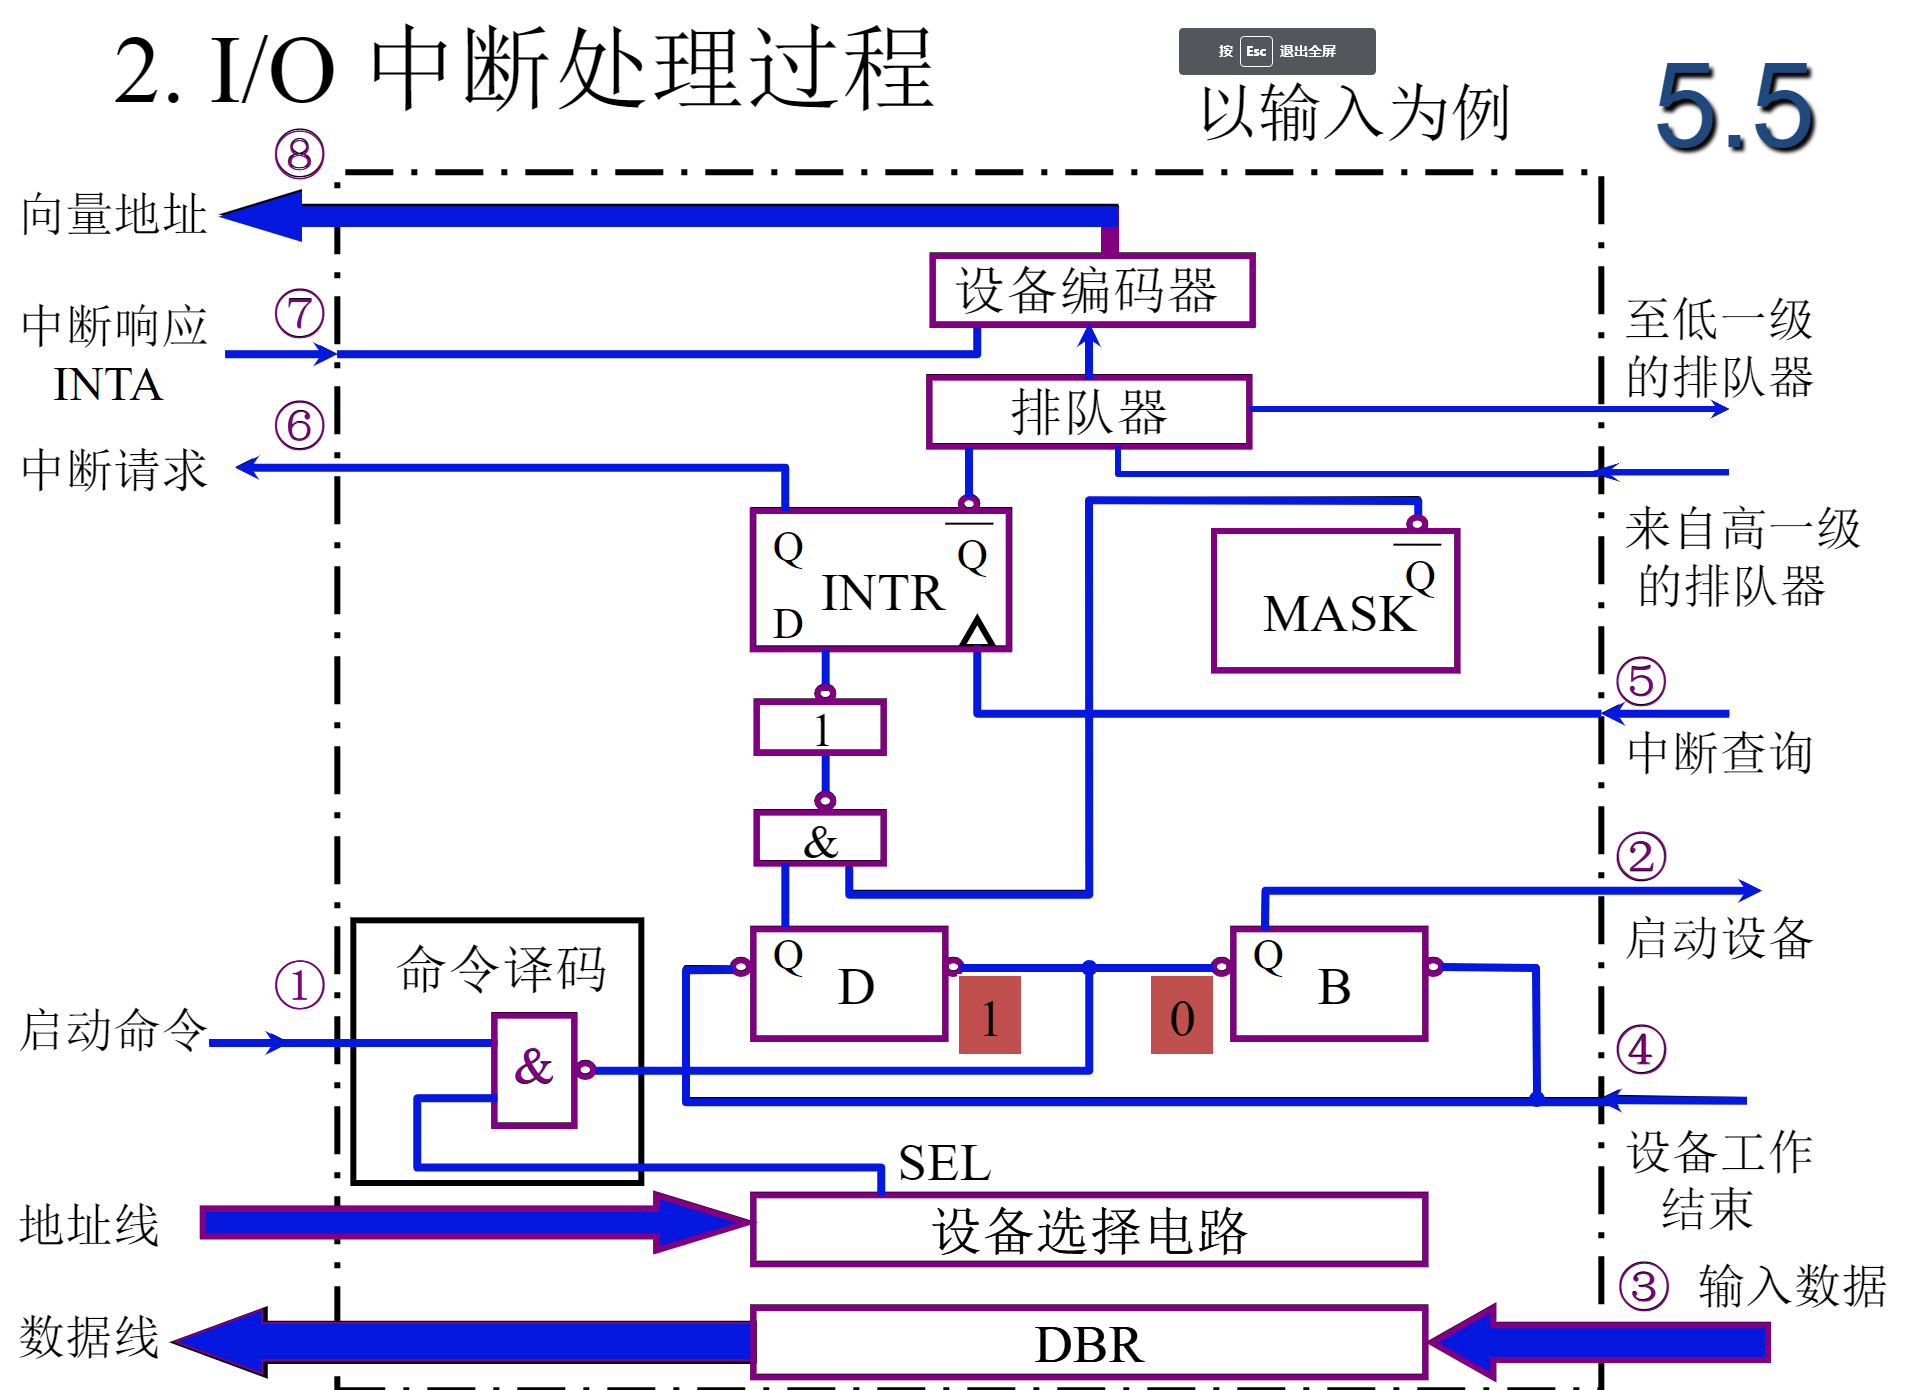 2. I/O 中断处理过程
按 Esc 退出全屏
以输入为例
5.5
⑧
向量地址
设备编码器
⑦
中断响应
INTA
至低一级
的排队器
排队器
⑥
中断请求
来自高一级
的排队器
Q
Q
INTR
D
Q
MASK
⑤
中断查询
1
&
②
启动设备
命令译码
Q
D
Q
B
1
0
①
启动命令
&
④
设备工作
结束
SEL
地址线
设备选择电路
③ 输入数据
数据线
DBR